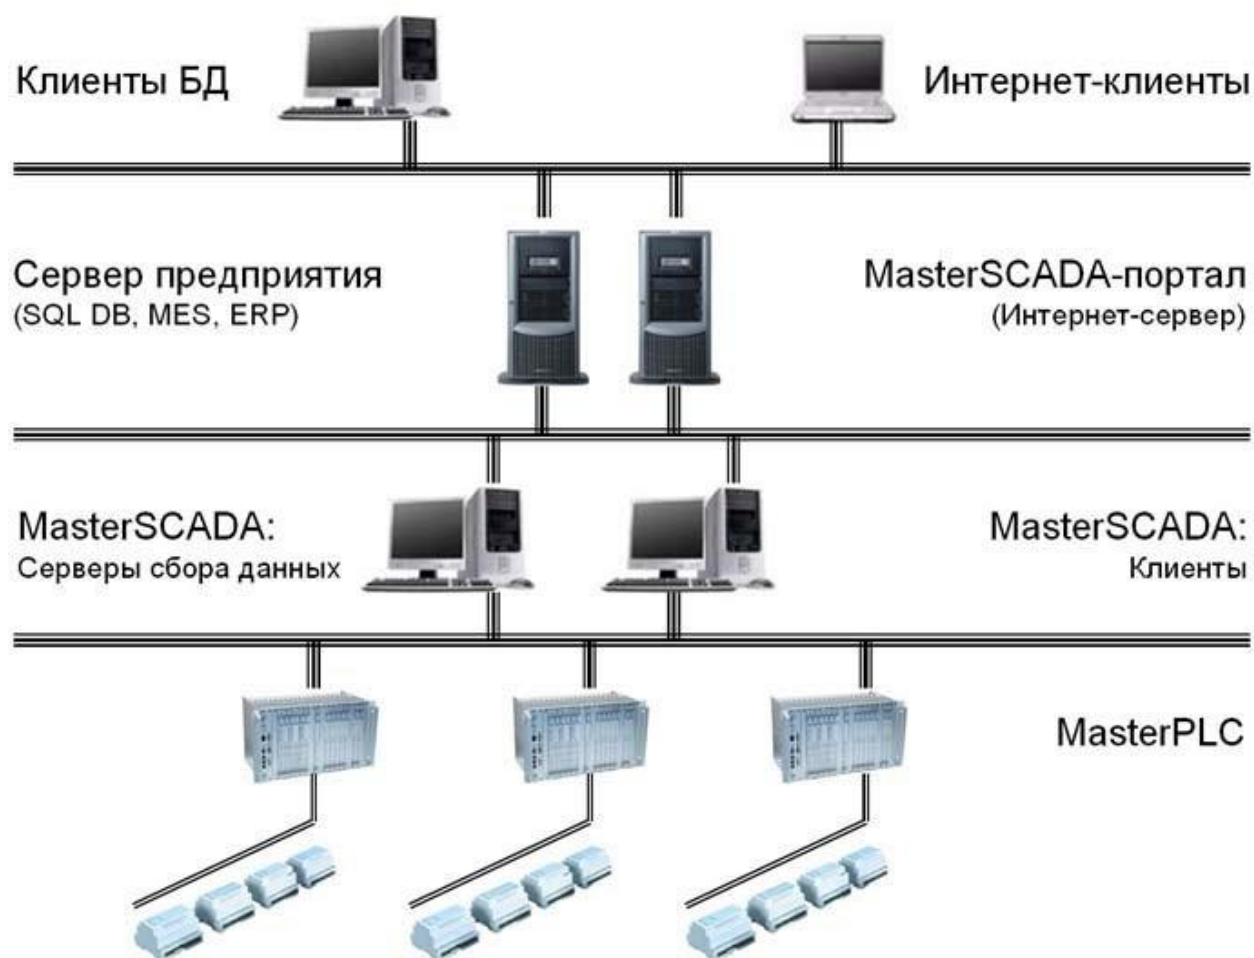 Клиенты БД
Интернет-клиенты
Сервер предприятия
(SQL DB, MES, ERP)
MasterSCADA-портал
(Интернет-сервер)
MasterSCADA:
Серверы сбора данных
MasterSCADA:
Клиенты
MasterPLC